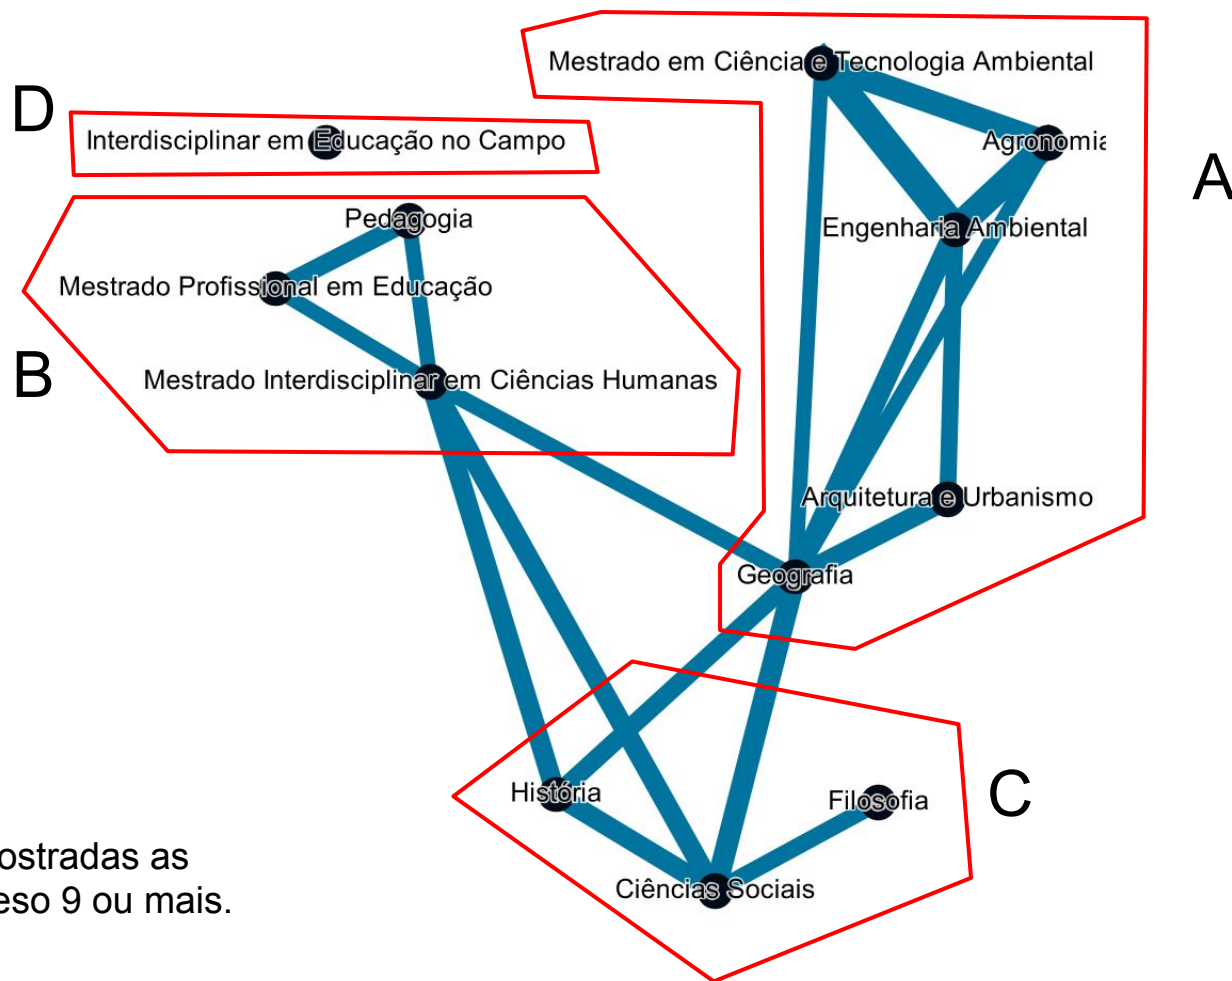 Mestrado em Ciência e Tecnologia Ambiental
D
Interdisciplinar em Educação no Campo
Agronomia
A
Pedagogia
Engenharia Ambiental
Mestrado Profissional em Educação
B
Mestrado Interdisciplinar em Ciências Humanas
Arquitetura e Urbanismo
Geografia
História
Filosofia
C
ostradas as
Ciências Sociais
eso 9 ou mais.